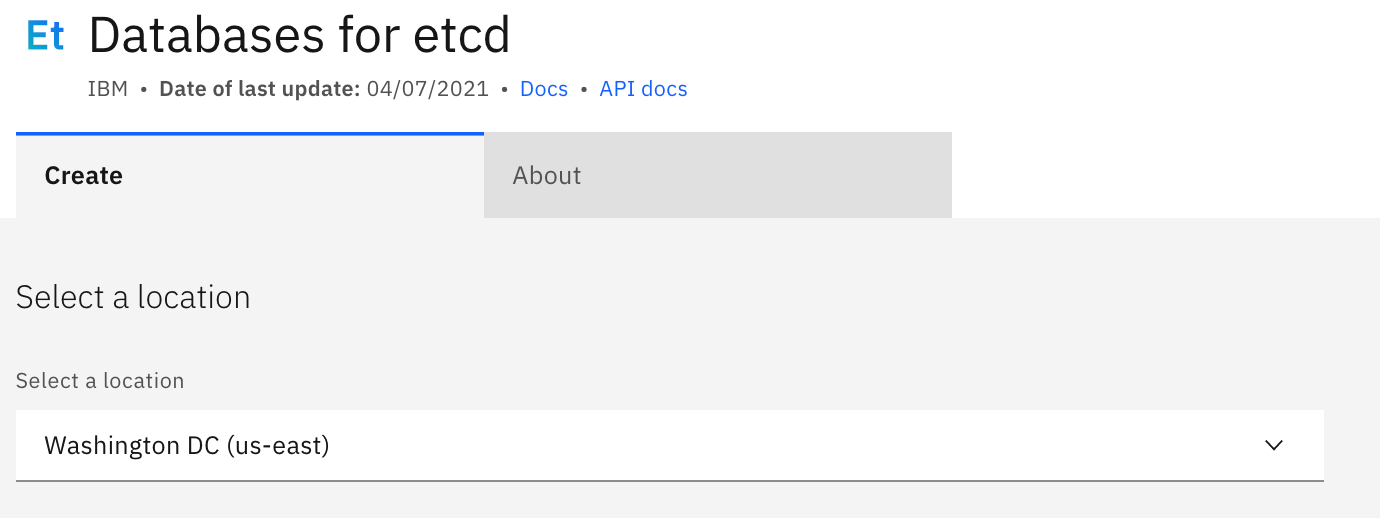 Et Databases for etcd
IBM • Date of last update: 04/07/2021 • Docs • API docs
Create About
Select a location
Select a location
Washington DC (us-east)